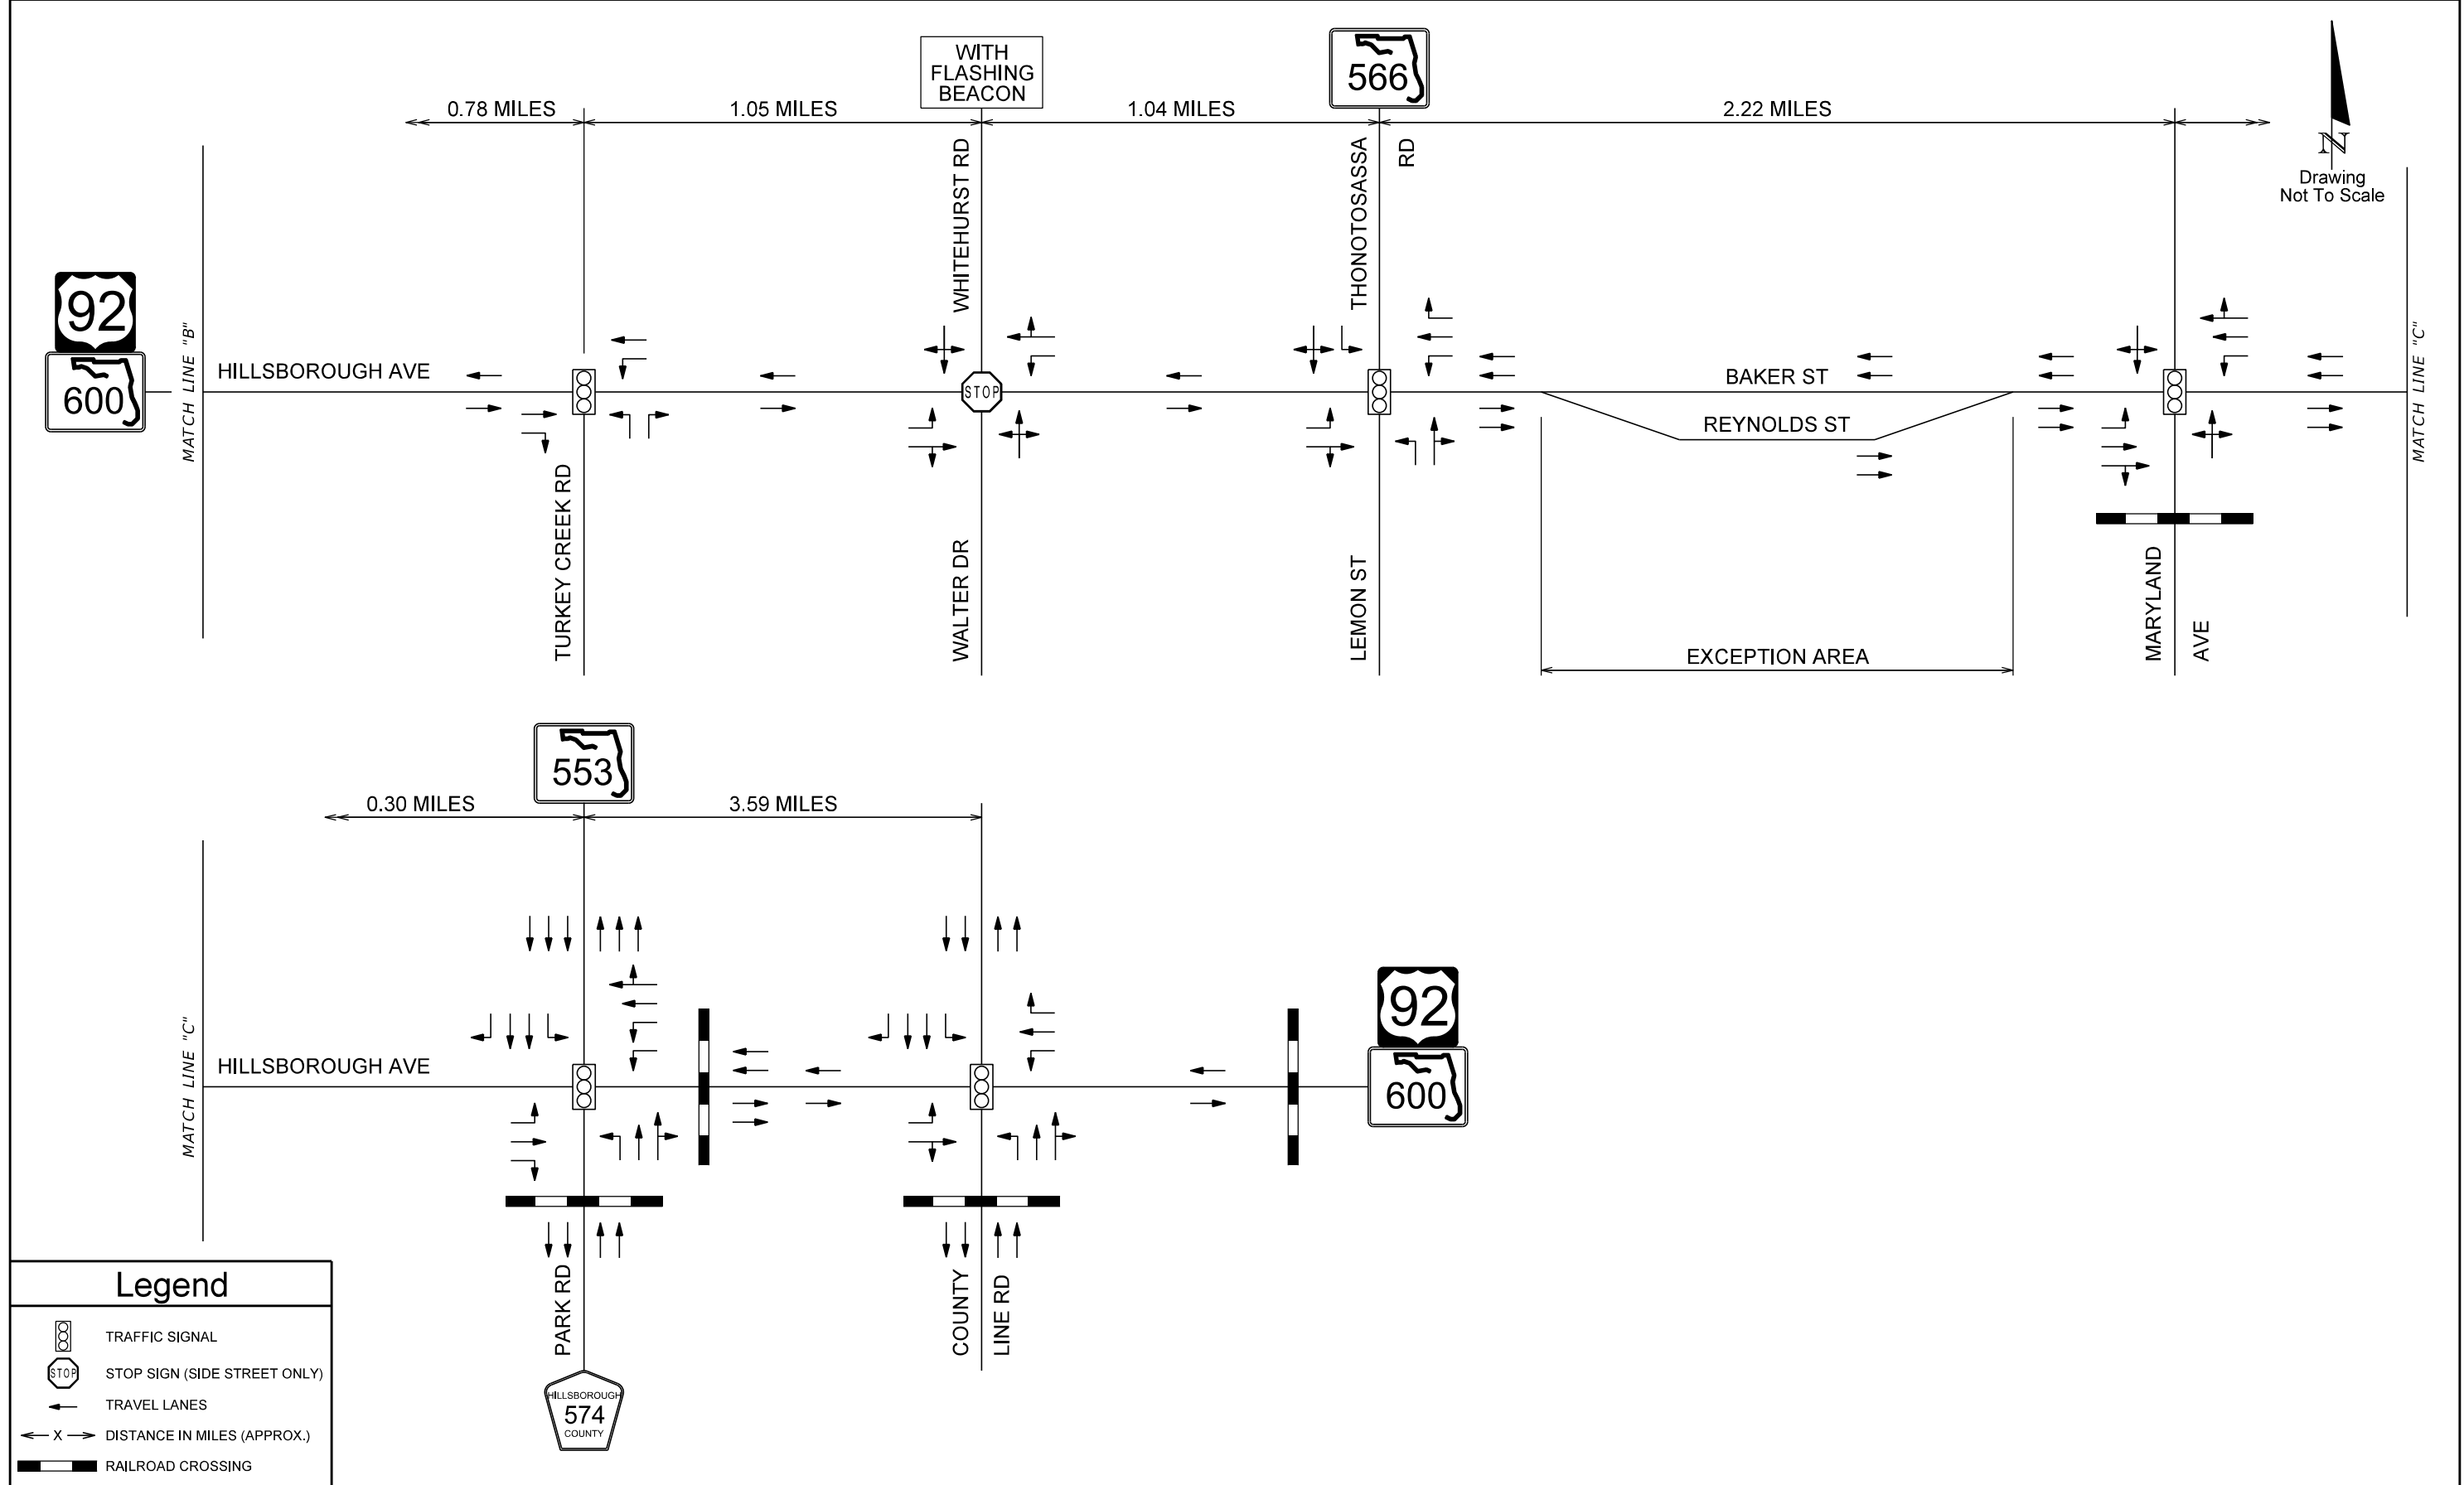 WITH
FLASHING
BEACON
566
0.78 MILES
1.05 MILES
1.04 MILES
2.22 MILES
N
Drawing
Not To Scale
WHITEHURST RD
THONOTOSASSA
RD
92
600
MATCH LINE "B"
HILLSBOROUGH AVE
STOP
BAKER ST
REYNOLDS ST
MATCH LINE "C"
TURKEY CREEK RD
WALTER DR
LEMON ST
EXCEPTION AREA
MARYLAND
AVE
553
0.30 MILES
3.59 MILES
MATCH LINE "C"
HILLSBOROUGH AVE
92
600
PARK RD
COUNTY
LINE RD
HILLSBOROUGH
574
COUNTY
Legend
TRAFFIC SIGNAL
STOP STOP SIGN (SIDE STREET ONLY)
TRAVEL LANES
X DISTANCE IN MILES (APPROX.)
RAILROAD CROSSING